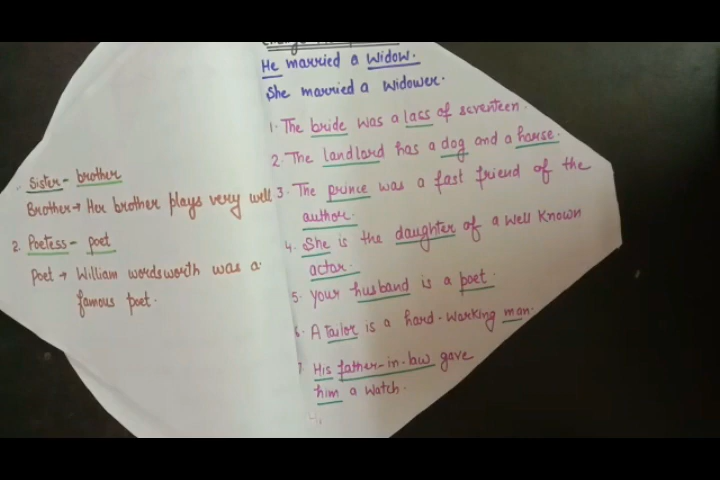 Sister - brother
Brother → Her brother plays very well
2. Poetess - poet
Poet → William wordsworth was a
famous poet.
He married a widow.
She married a widower.
1. The bride was a lass of seventeen.
2. The landlord has a dog and a harse.
3. The prince was a fast friend of the
author.
4. She is the daughter of a well known
actar.
5. Your husband is a poet.
6. A tailor is a hard-working man.
7. His father-in-law gave
him a watch.